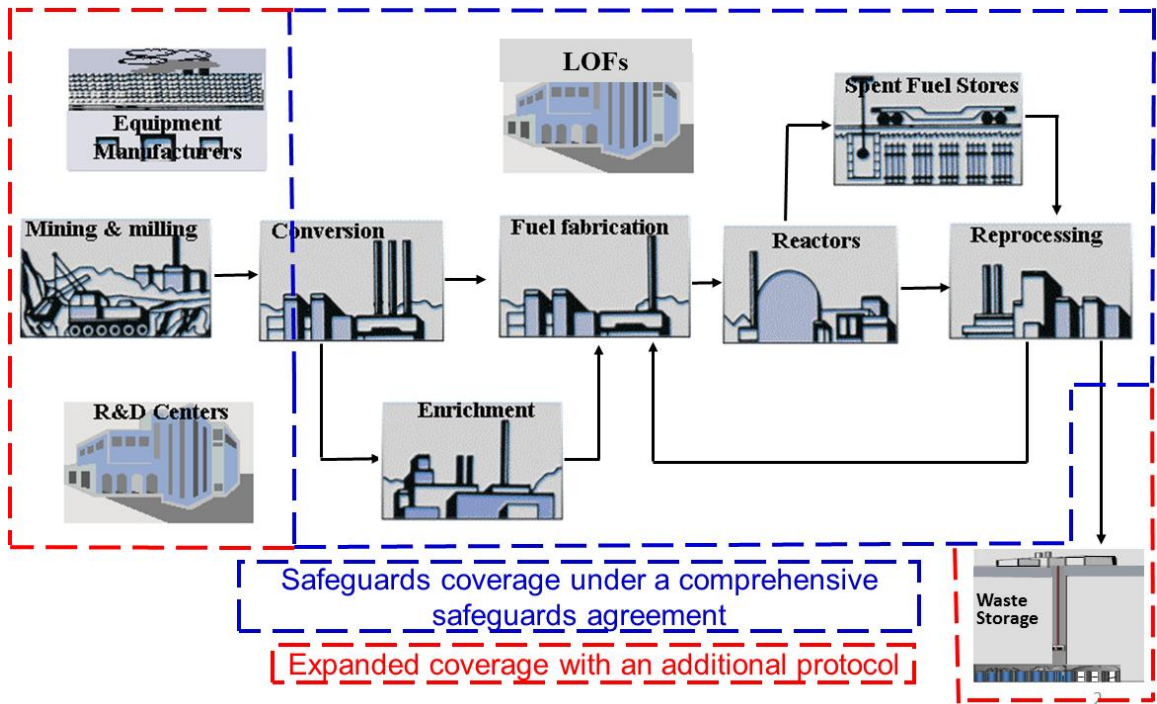 LOFs
Spent Fuel Stores
Equipment
Manufacturers
Mining & milling
Conversion
Fuel fabrication
Reactors
Reprocessing
R&D Centers
Enrichment
Safeguards coverage under a comprehensive
safeguards agreement
Waste
Storage
Expanded coverage with an additional protocol
2